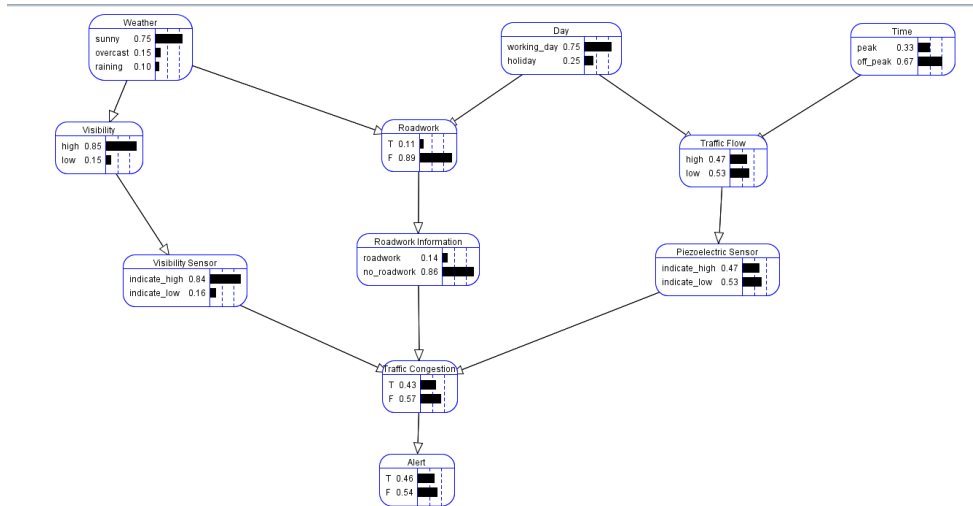 Weather
sunny 0.75
overcast 0.15
raining 0.10
Day
working_day 0.75
holiday 0.25
Time
peak 0.33
off_peak 0.67
Visibility
high 0.85
low 0.15
Roadwork
T 0.11
F 0.89
Traffic Flow
high 0.47
low 0.53
Visibility Sensor
indicate_high 0.84
indicate_low 0.16
Roadwork Information
roadwork 0.14
no_roadwork 0.86
Piezoelectric Sensor
indicate_high 0.47
indicate_low 0.53
Traffic Congestion
T 0.43
F 0.57
Alert
T 0.46
F 0.54